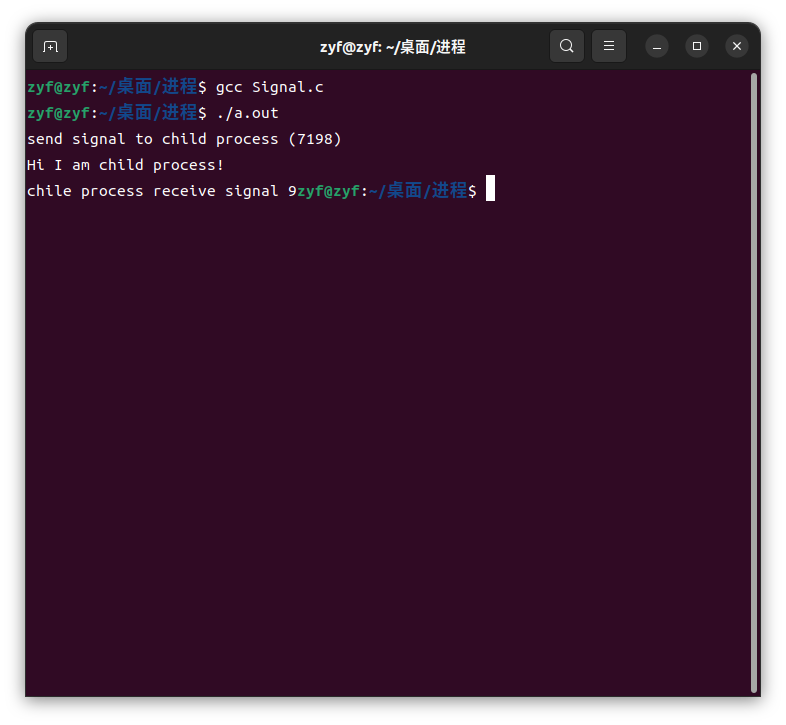 zyf@zyf: ~/桌面/进程
zyf@zyf:~/桌面/进程$ gcc Signal.c
zyf@zyf:~/桌面/进程$ ./a.out
send signal to child process (7198)
Hi I am child process!
chile process receive signal 9zyf@zyf:~/桌面/进程$